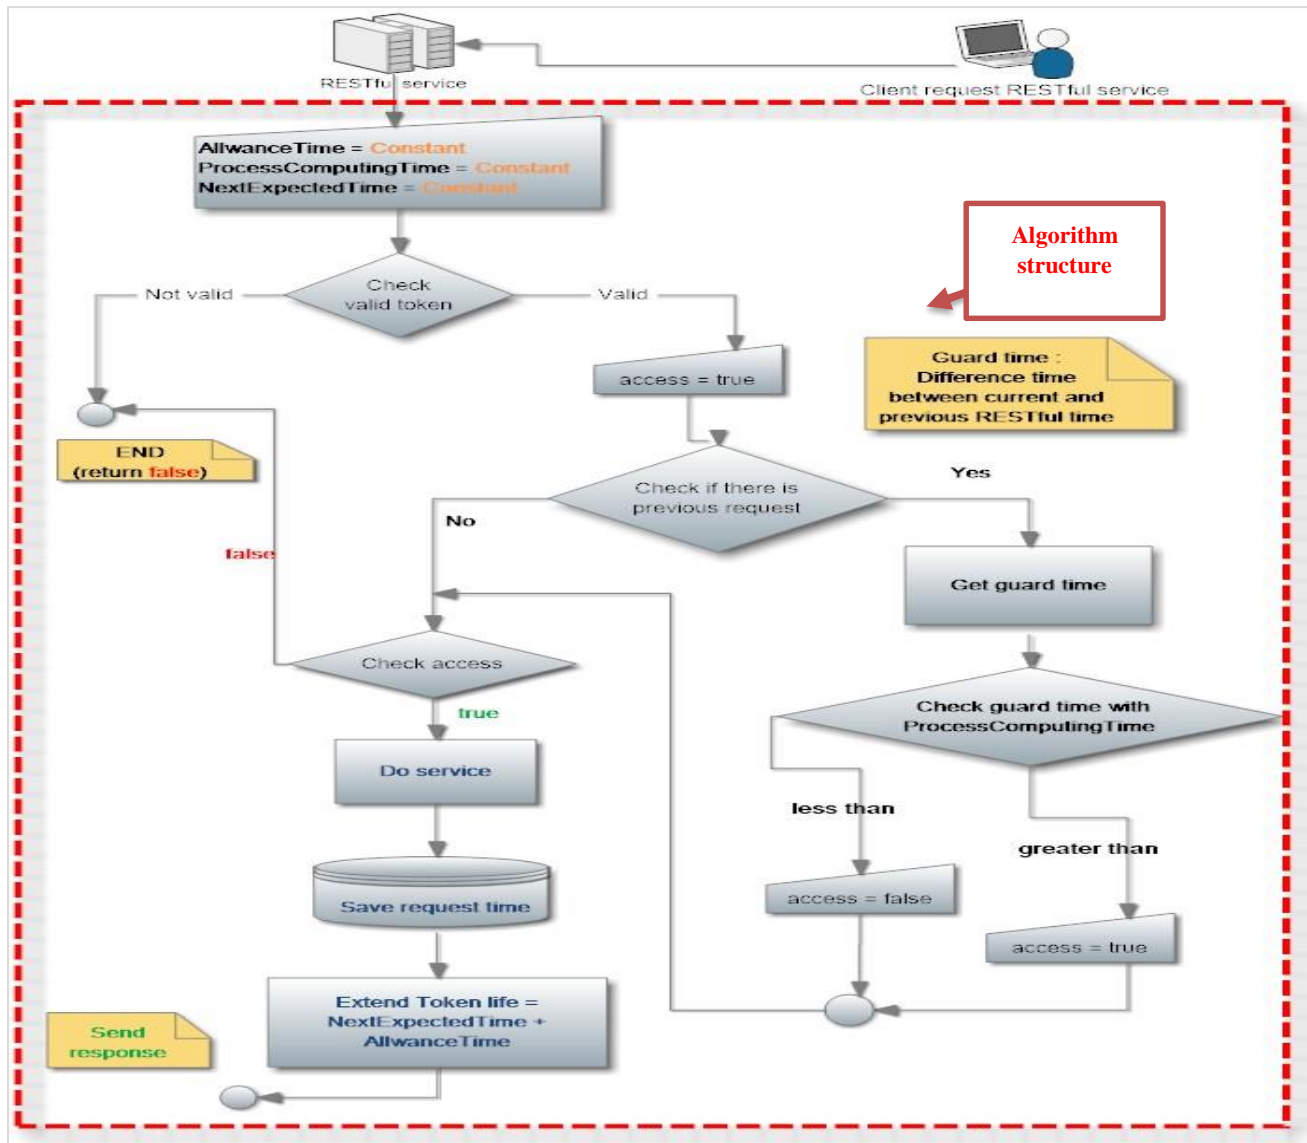 RESTful service
Client request RESTful service
AllwanceTime = Constant
ProcessComputingTime = Constant
NextExpectedTime = Constant
Algorithm
structure
Check
valid token
Not valid
Valid
access = true
Guard time :
Difference time
between current and
previous RESTful time
END
(return false)
Check if there is
previous request
Yes
No
false
Get guard time
Check access
true
Check guard time with
ProcessComputingTime
Do service
less than
greater than
access = false
access = true
Save request time
Extend Token life =
NextExpectedTime +
AllwanceTime
Send
response